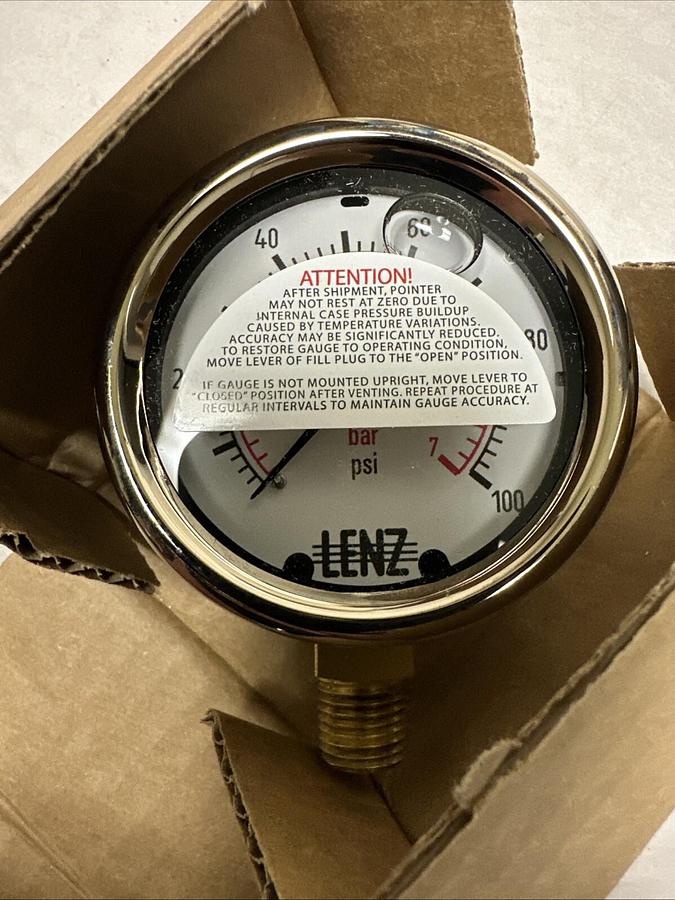 40
60
ATTENTION!
AFTER SHIPMENT, POINTER
MAY NOT REST AT ZERO DUE TO
INTERNAL CASE PRESSURE BUILDUP
CAUSED BY TEMPERATURE VARIATIONS.
ACCURACY MAY BE SIGNIFICANTLY REDUCED.
TO RESTORE GAUGE TO OPERATING CONDITION,
MOVE LEVER OF FILL PLUG TO THE "OPEN" POSITION.
IF GAUGE IS NOT MOUNTED UPRIGHT, MOVE LEVER TO
"CLOSED" POSITION AFTER VENTING. REPEAT PROCEDURE AT
REGULAR INTERVALS TO MAINTAIN GAUGE ACCURACY.
2
80
bar
7
psi
100
LENZ